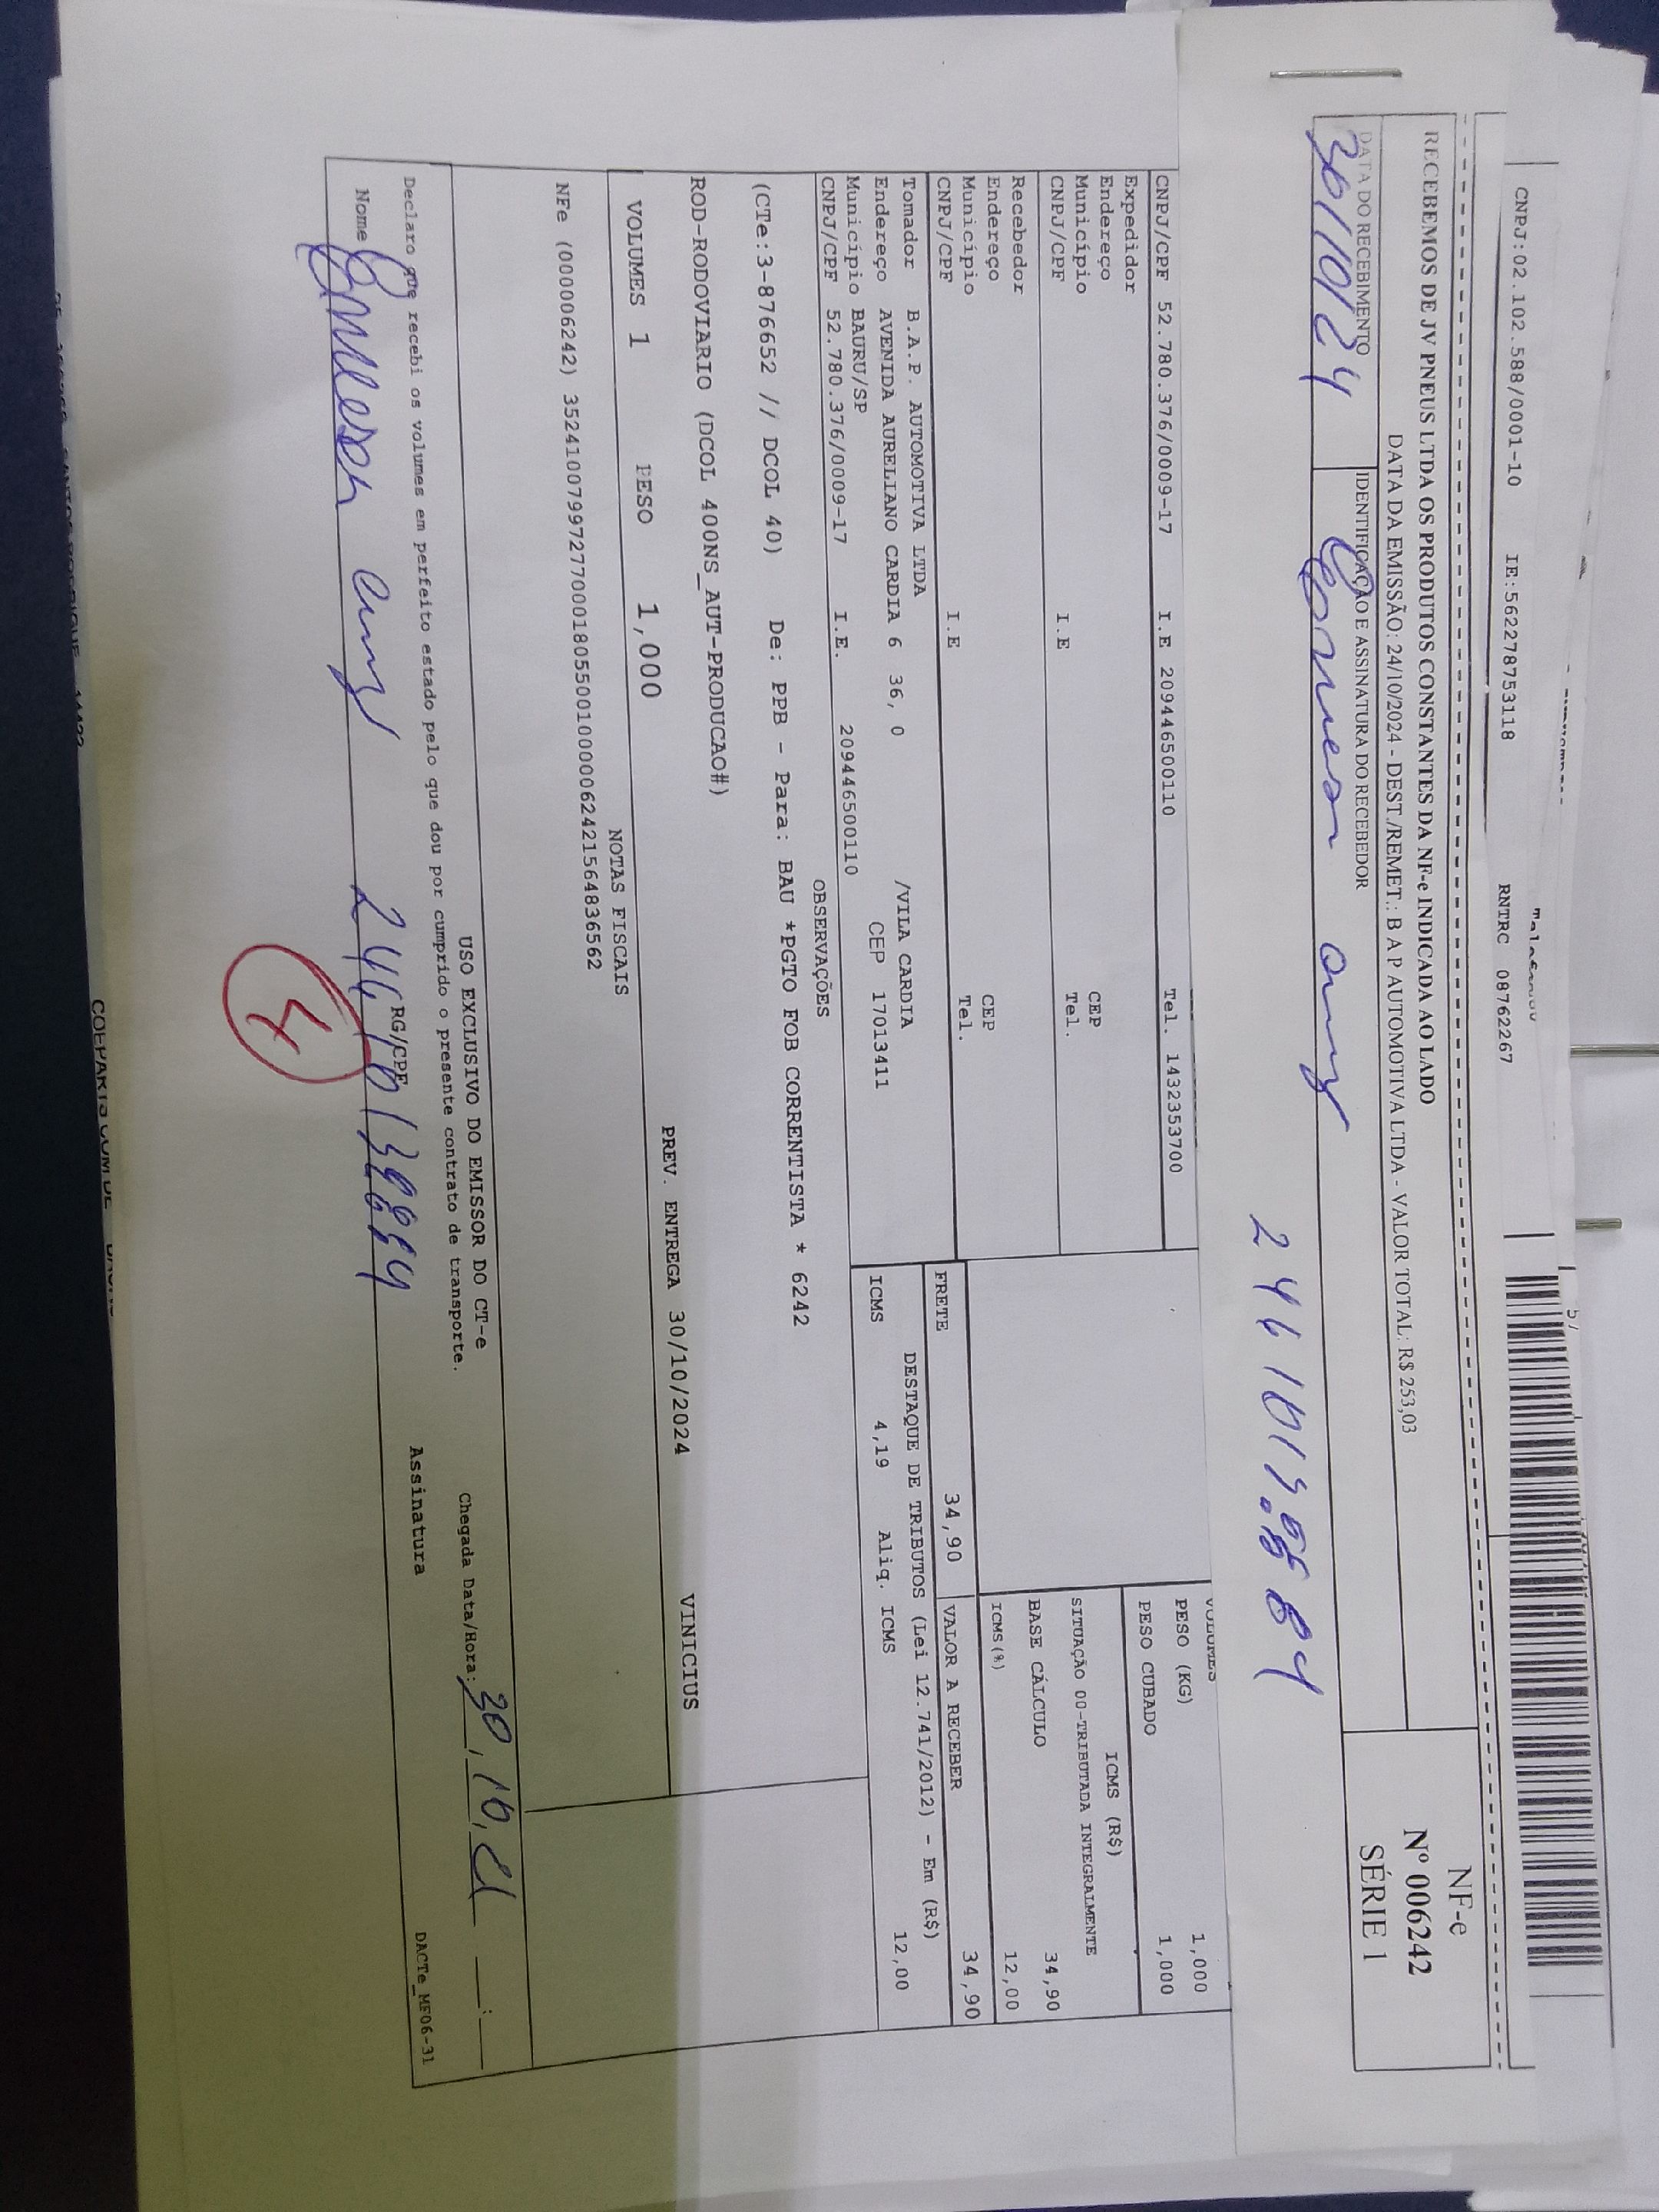 CNPJ:02.102.588/0001-10 IE:562278753118 RNTRC 08762267
RECEBEMOS DE JV PNEUS LTDA OS PRODUTOS CONSTANTES DA NF-e INDICADA AO LADO
DATA DA EMISSÃO: 24/10/2024 - DEST./REMET.: B A P AUTOMOTIVA LTDA - VALOR TOTAL: R$ 253,03
NF-e
Nº 006242
SÉRIE 1
DATA DO RECEBIMENTO
IDENTIFICAÇÃO E ASSINATURA DO RECEBEDOR
30/10/24
VOLUMES
PESO (KG) 1,000
PESO CUBADO 1,000
CNPJ/CPF 52.780.376/0009-17 I.E 209446500110 Tel. 1432353700
Expedidor
Endereço CEP
Município Tel.
CNPJ/CPF I.E
Recebedor
Endereço CEP
Município Tel.
CNPJ/CPF I.E
ICMS (R$)
SITUAÇÃO 00-TRIBUTADA INTEGRALMENTE
BASE CÁLCULO 34,90
ICMS(%) 12,00
FRETE 34,90 VALOR A RECEBER 34,90
Tomador B.A.P. AUTOMOTIVA LTDA
Endereço AVENIDA AURELIANO CARDIA 6 36, 0 /VILA CARDIA
Município BAURU/SP CEP 17013411
CNPJ/CPF 52.780.376/0009-17 I.E. 209446500110
DESTAQUE DE TRIBUTOS (Lei 12.741/2012) - Em (R$)
ICMS 4,19 Aliq. ICMS 12,00
OBSERVAÇÕES
(CTe:3-876652 // DCOL 40) De: PPB - Para: BAU *PGTO FOB CORRENTISTA * 6242
ROD-RODOVIARIO (DCOL 400NS_AUT-PRODUCAO#)
PREV. ENTREGA 30/10/2024 VINICIUS
VOLUMES 1 PESO 1,000
NOTAS FISCAIS
NFe (000006242) 35241007997277000180550010000062421564836562
USO EXCLUSIVO DO EMISSOR DO CT-e
Declaro que recebi os volumes em perfeito estado pelo que dou por cumprido o presente contrato de transporte.
Chegada Data/Hora:
Nome
RG/CPF
Assinatura
DACTe_MF06-31